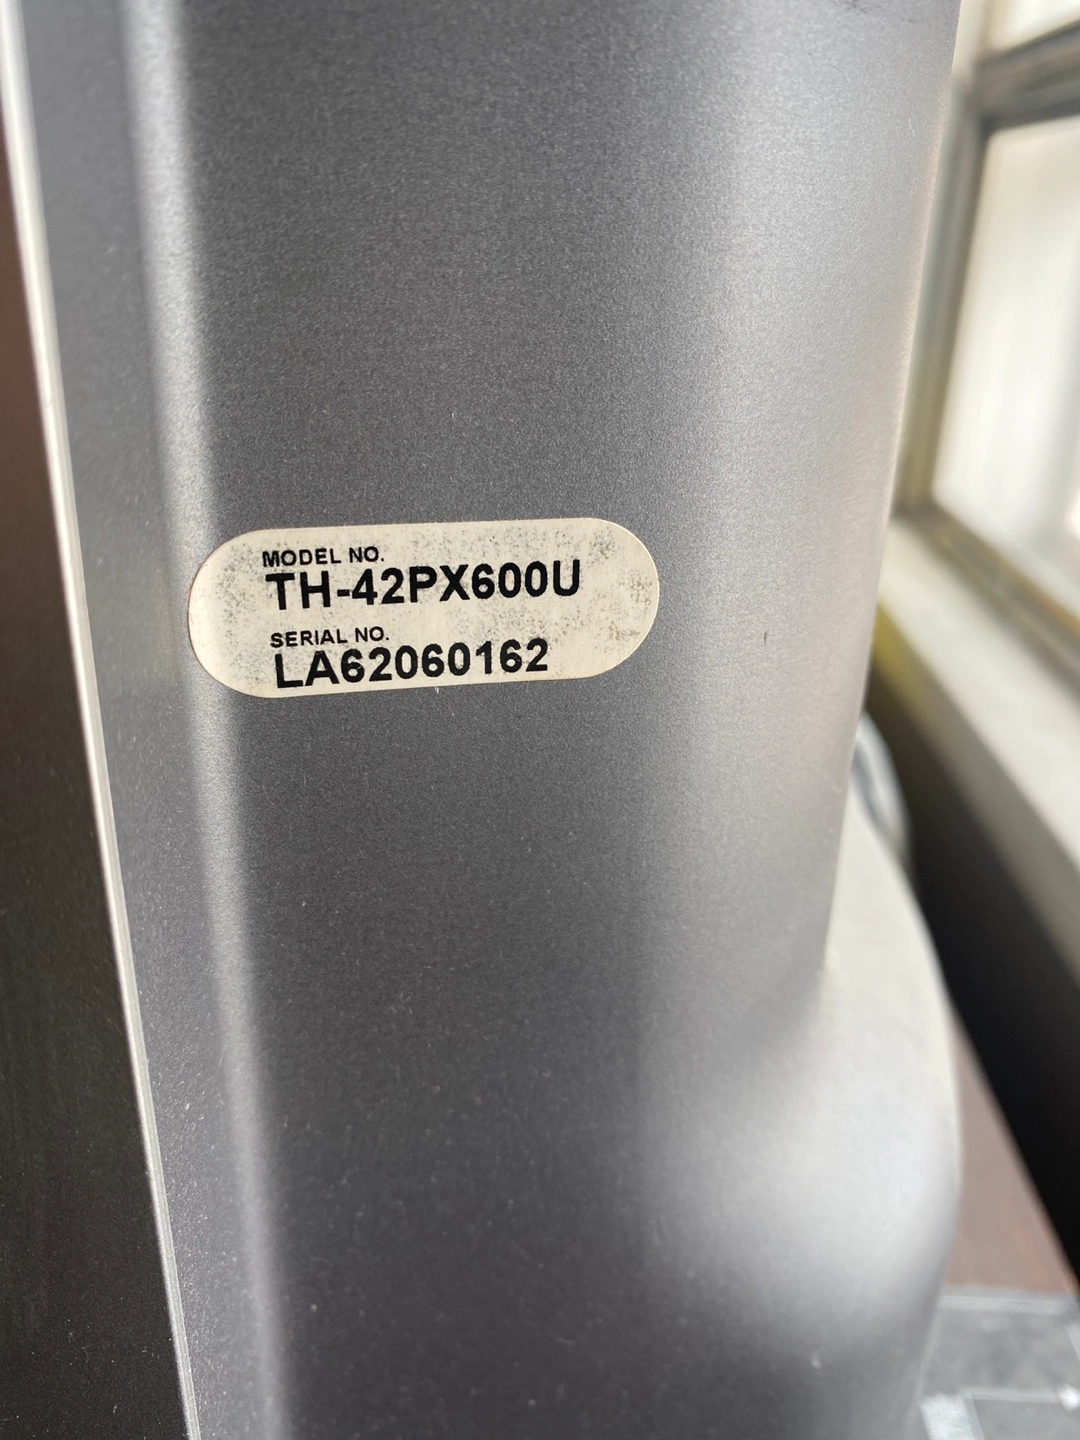 MODEL NO.
TH-42PX600U
SERIAL NO.
LA62060162